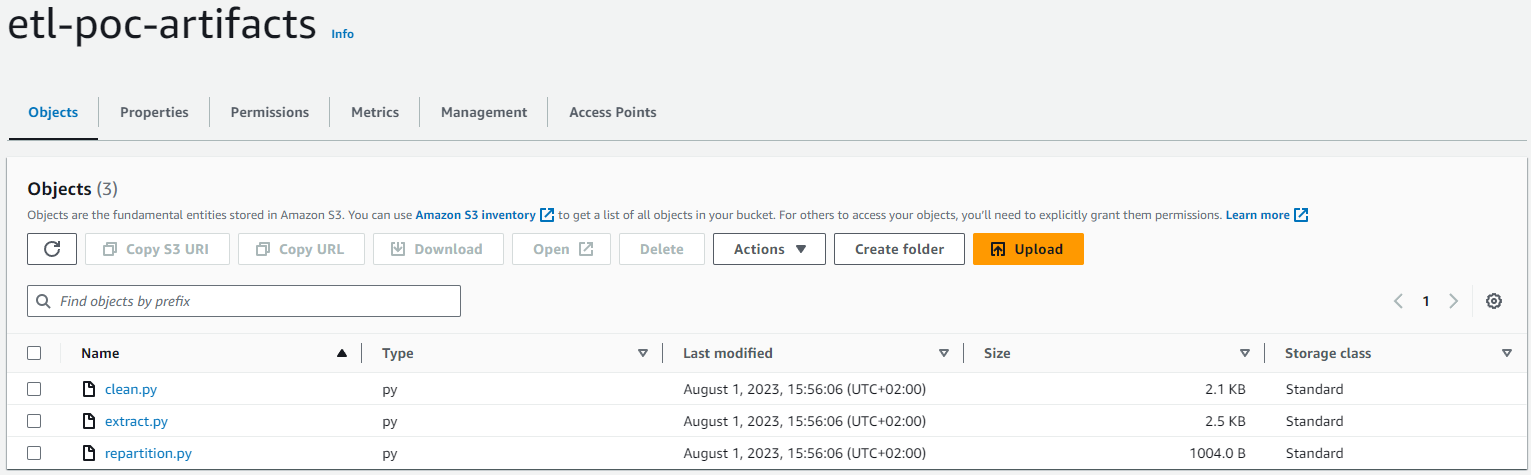 etl-poc-artifacts Info
Objects Properties Permissions Metrics Management Access Points
Objects (3)
Objects are the fundamental entities stored in Amazon S3. You can use Amazon S3 inventory to get a list of all objects in your bucket. For others to access your objects, you'll need to explicitly grant them permissions. Learn more
Copy S3 URI Copy URL Download Open Delete Actions Create folder Upload
Find objects by prefix 1
Name Type Last modified Size Storage class
clean.py py August 1, 2023, 15:56:06 (UTC+02:00) 2.1 KB Standard
extract.py py August 1, 2023, 15:56:06 (UTC+02:00) 2.5 KB Standard
repartition.py py August 1, 2023, 15:56:06 (UTC+02:00) 1004.0 B Standard